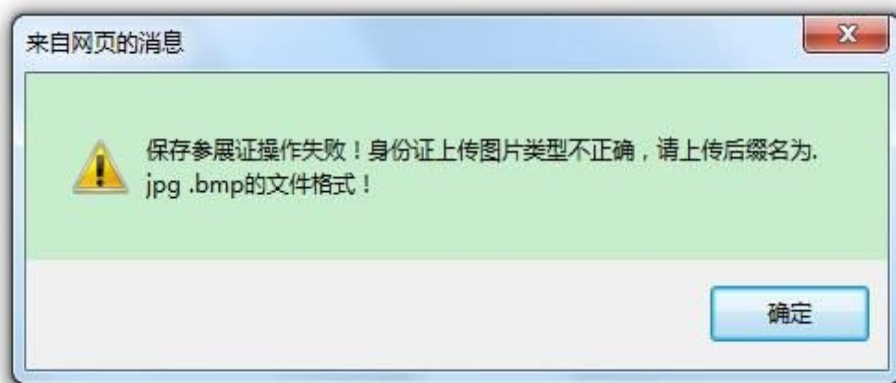 来自网页的消息
保存参展证操作失败！身份证上传图片类型不正确，请上传后缀名为.
jpg .bmp的文件格式！
确定